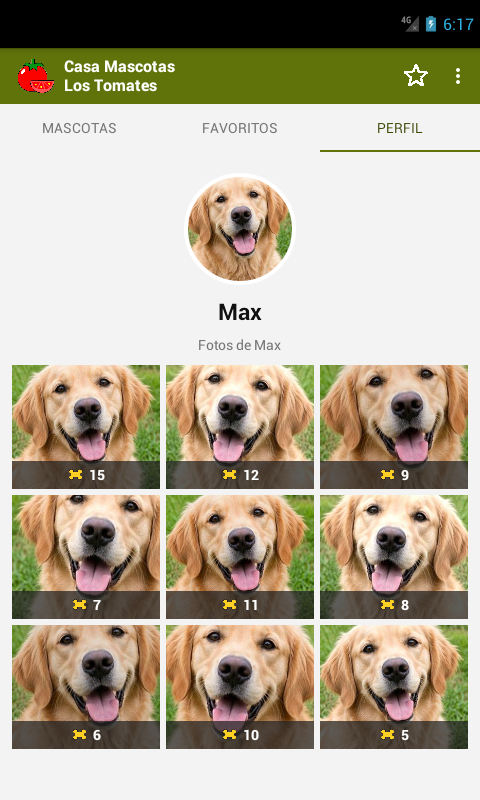 4G 6:17
Casa Mascotas
Los Tomates
MASCOTAS FAVORITOS PERFIL
Max
Fotos de Max
15 12 9
7 11 8
6 10 5